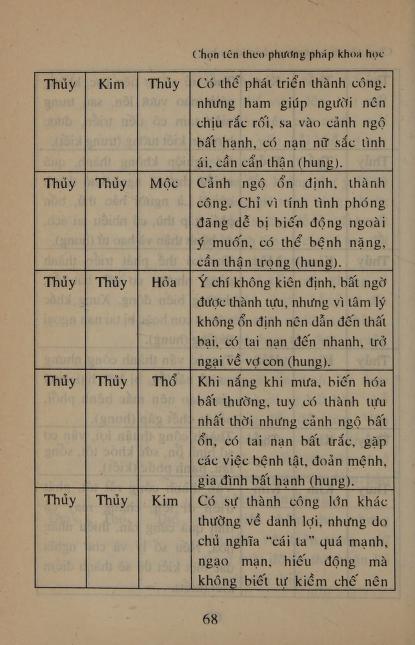 Chọn tên theo phương pháp khoa học
Thủy Kim Thủy Có thể phát triển thành công,
nhưng ham giúp người nên
chịu rắc rối, sa vào cảnh ngộ
bất hạnh, có nạn nữ sắc tình
ái, cần cẩn thận (hung).
Thủy Thủy Mộc Cảnh ngộ ổn định, thành
công. Chỉ vì tính tình phóng
đãng dễ bị biến động ngoài
ý muốn, có thể bệnh nặng,
cần thận trọng (hung).
Thủy Thủy Hỏa Ý chí không kiên định, bất ngờ
được thành tựu, nhưng vì tâm lý
không ổn định nên dẫn đến thất
bại, có tai nạn đến nhanh, trở
ngại về vợ con (hung).
Thủy Thủy Thổ Khi nắng khi mưa, biến hóa
bất thường, tuy có thành tựu
nhất thời nhưng cảnh ngộ bất
ổn, có tai nạn bất trắc, gặp
các việc bệnh tật, đoản mệnh,
gia đình bất hạnh (hung).
Thủy Thủy Kim Có sự thành công lớn khác
thường về danh lợi, nhưng do
chủ nghĩa “cái ta” quá mạnh,
ngạo mạn, hiếu động mà
không biết tự kiềm chế nên
68